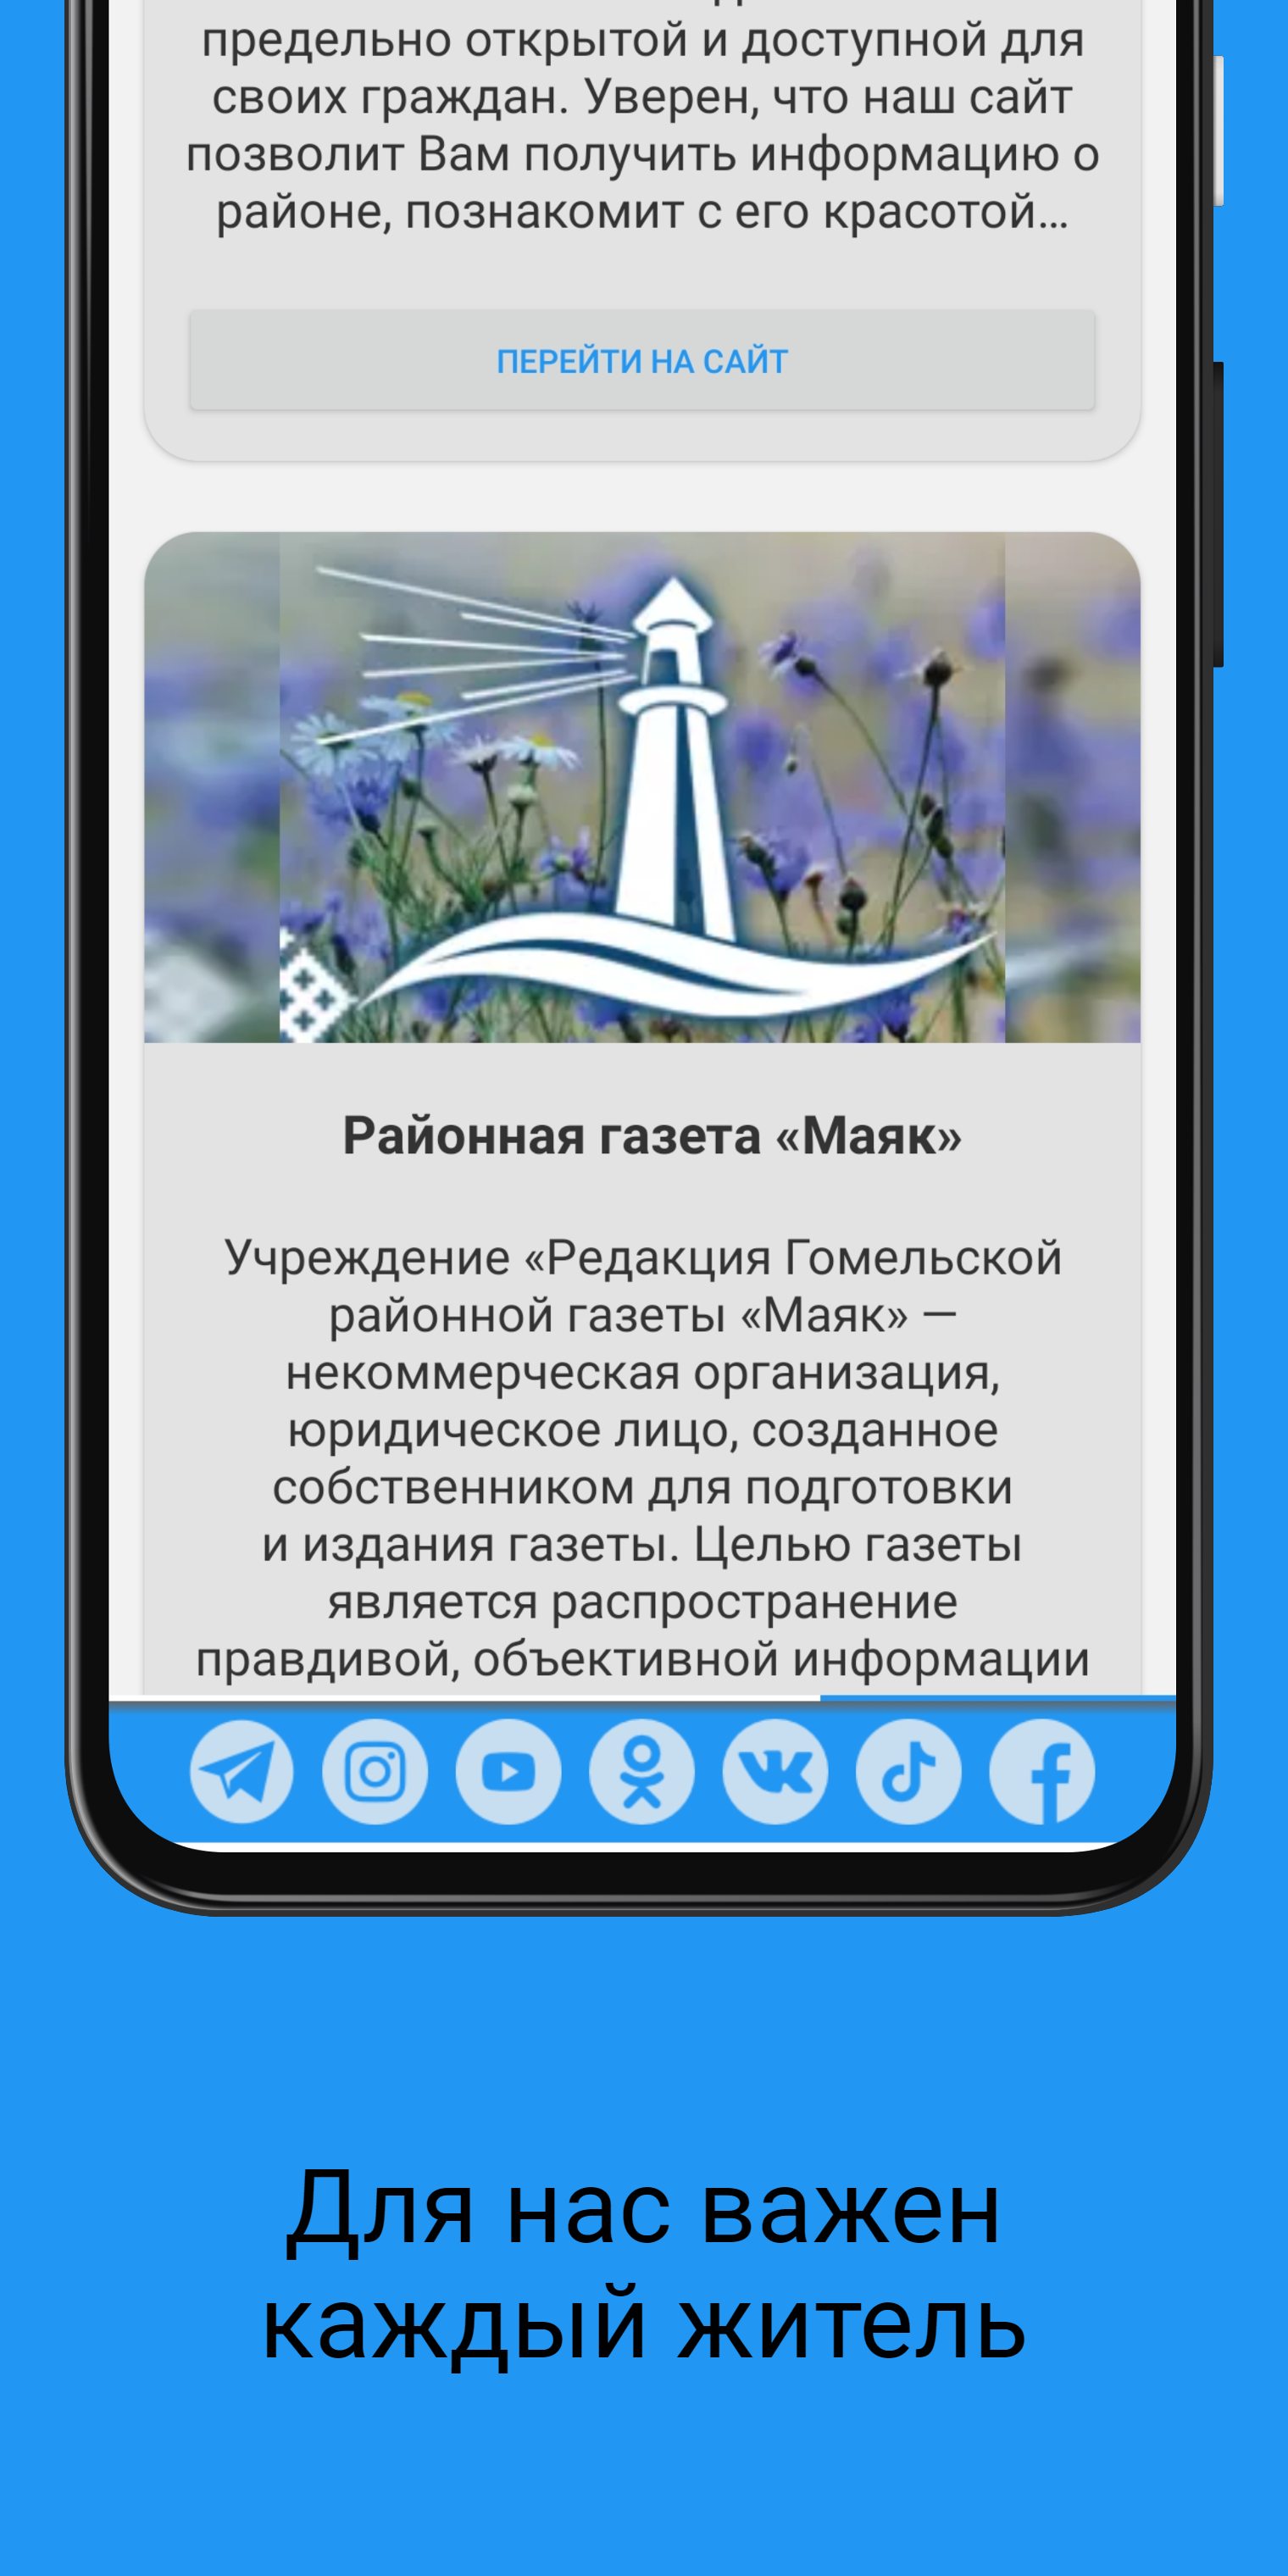 предельно открытой и доступной для
своих граждан. Уверен, что наш сайт
позволит Вам получить информацию о
районе, познакомит с его красотой...
ПЕРЕЙТИ НА САЙТ
Районная газета «Маяк»
Учреждение «Редакция Гомельской
районной газеты «Маяк» —
некоммерческая организация,
юридическое лицо, созданное
собственником для подготовки
и издания газеты. Целью газеты
является распространение
правдивой, объективной информации
Для нас важен
каждый житель